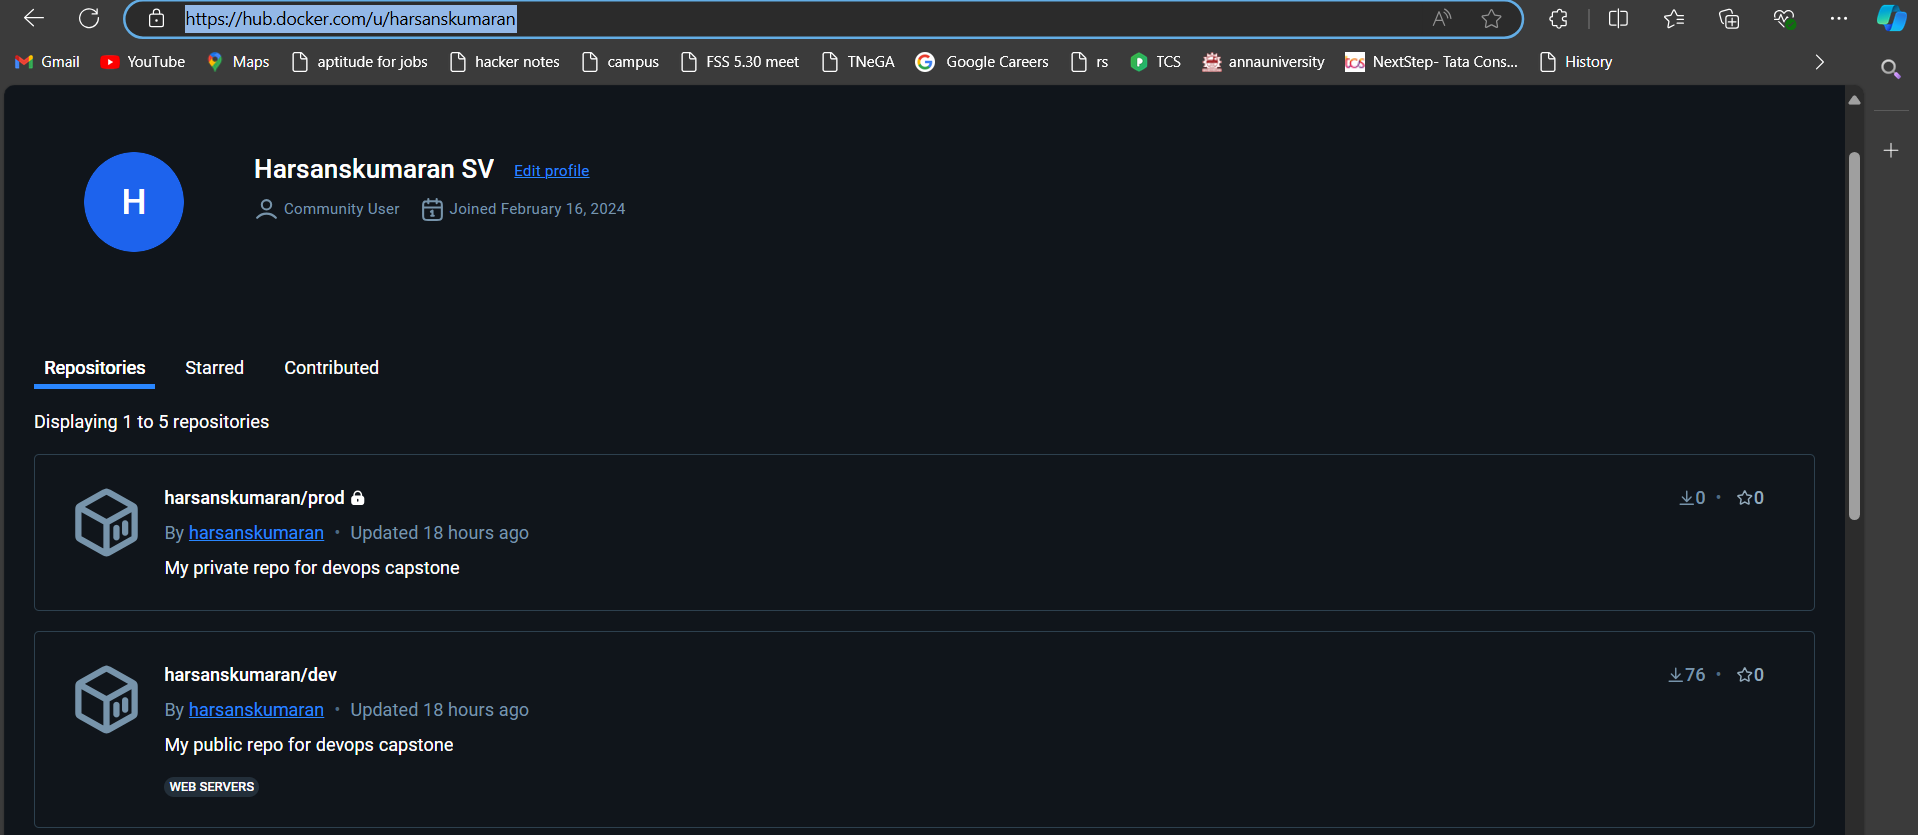 https://hub.docker.com/u/harsanskumaran
Gmail YouTube Maps aptitude for jobs hacker notes campus FSS 5.30 meet TNeGA Google Careers rs TCS annauniversity NextStep- Tata Cons... History
H
Harsanskumaran SV Edit profile
Community User Joined February 16, 2024
Repositories Starred Contributed
Displaying 1 to 5 repositories
harsanskumaran/prod 0 • 0
By harsanskumaran • Updated 18 hours ago
My private repo for devops capstone
harsanskumaran/dev 76 • 0
By harsanskumaran • Updated 18 hours ago
My public repo for devops capstone
WEB SERVERS